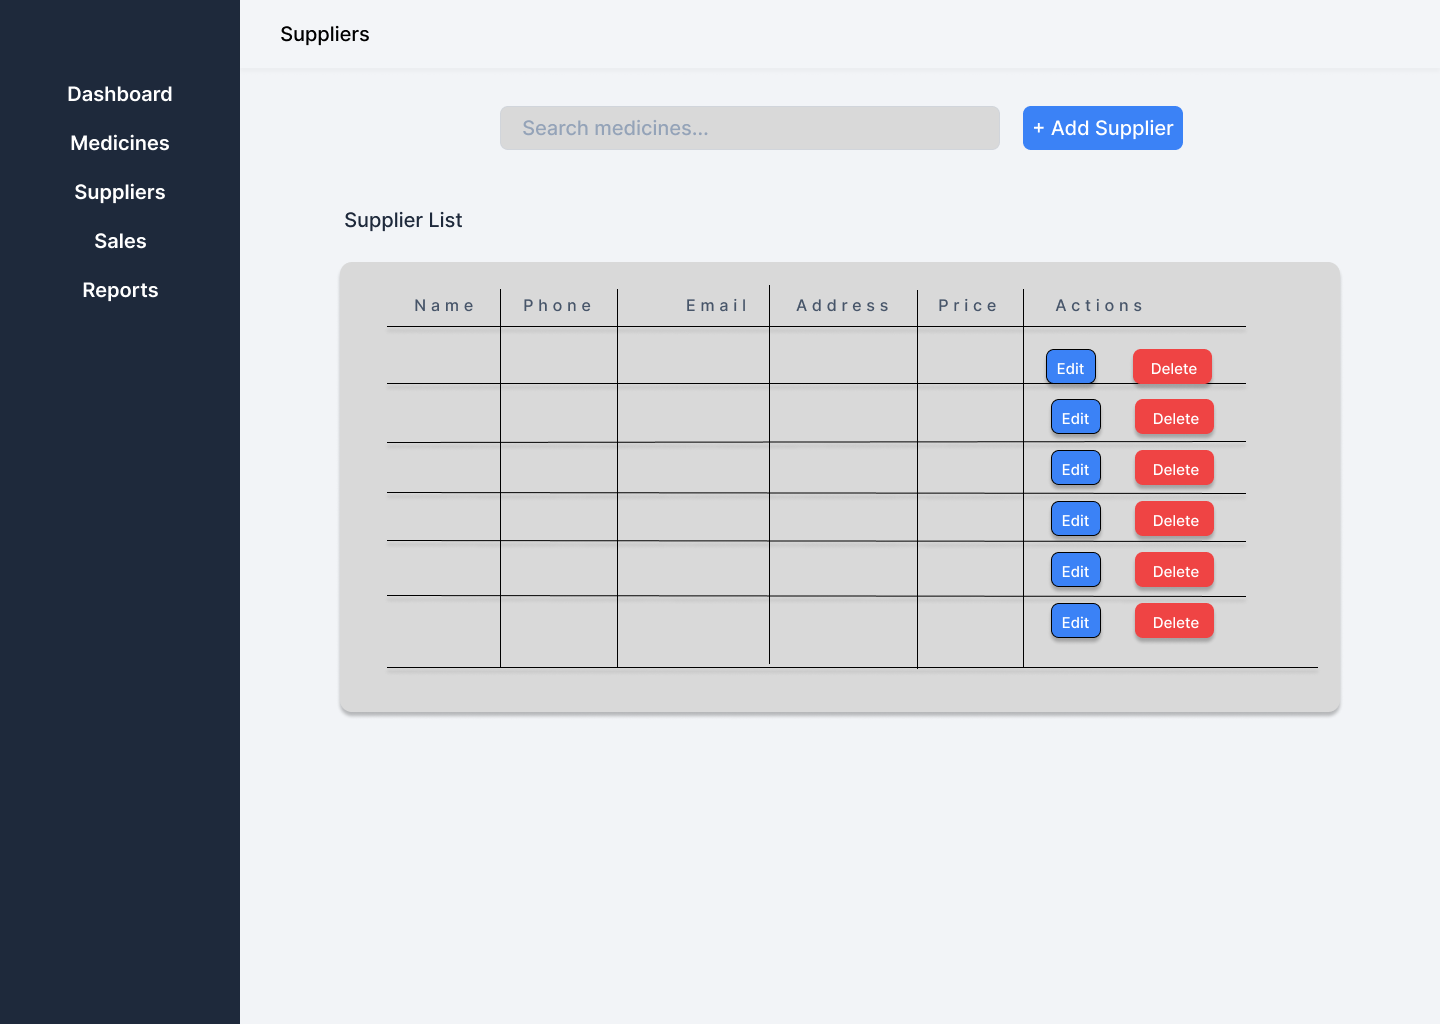 Suppliers
Dashboard
Medicines
Suppliers
Sales
Reports
Search medicines...
+ Add Supplier
Supplier List
Name Phone Email Address Price Actions
Edit Delete
Edit Delete
Edit Delete
Edit Delete
Edit Delete
Edit Delete